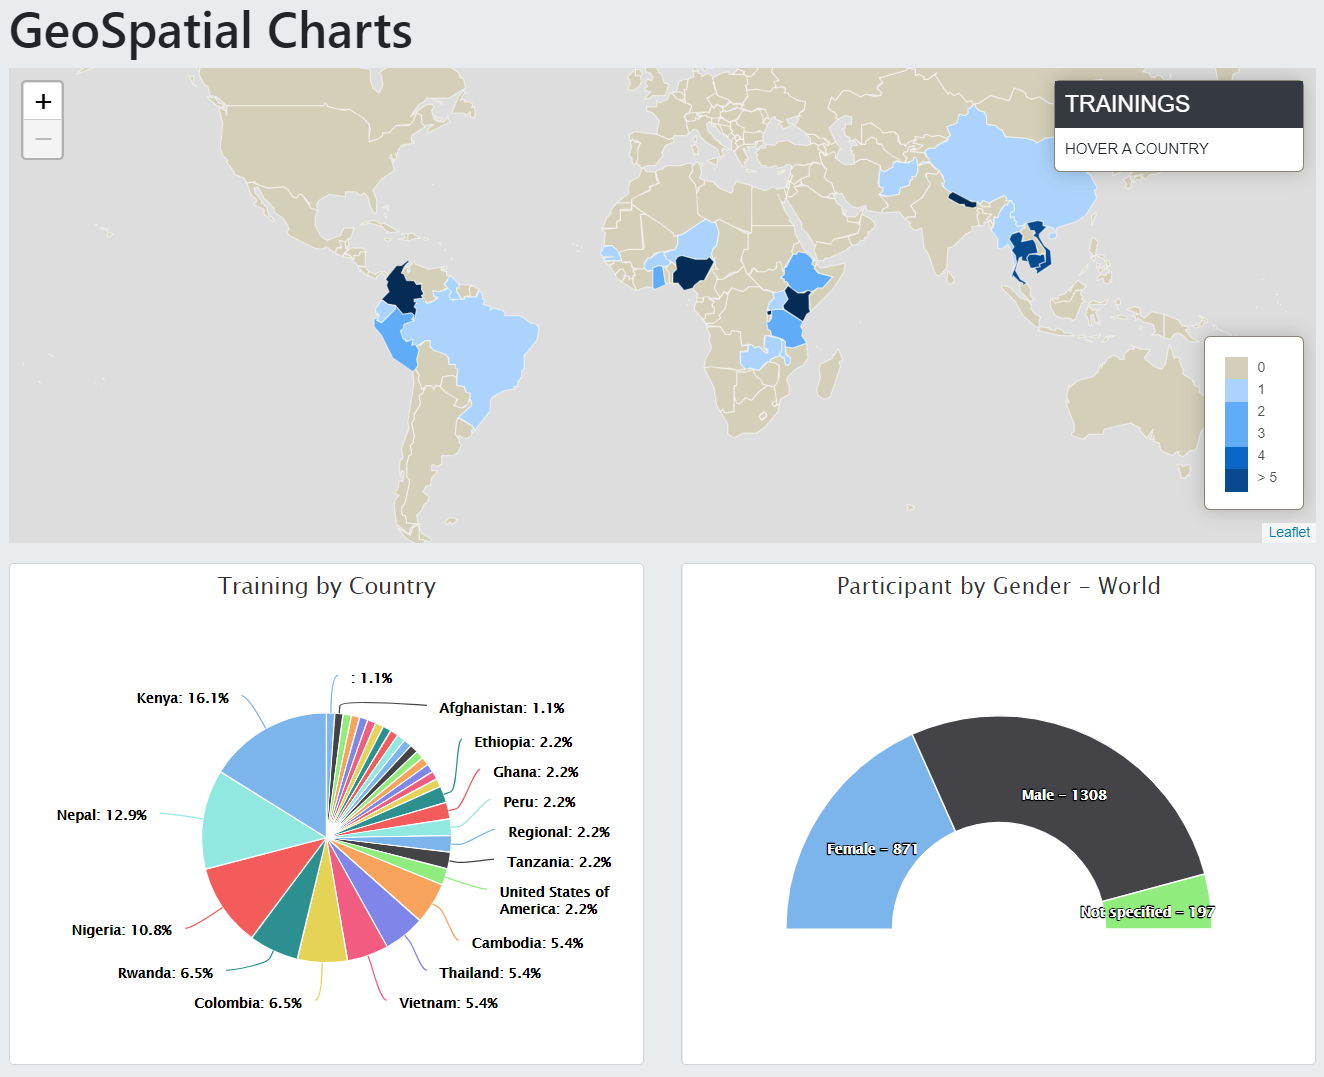 GeoSpatial Charts
+
−
TRAININGS
HOVER A COUNTRY
0
1
2
3
4
> 5
Leaflet
Training by Country
: 1.1%
Kenya: 16.1%
Afghanistan: 1.1%
Ethiopia: 2.2%
Ghana: 2.2%
Peru: 2.2%
Nepal: 12.9%
Regional: 2.2%
Tanzania: 2.2%
United States of
America: 2.2%
Nigeria: 10.8%
Cambodia: 5.4%
Rwanda: 6.5%
Thailand: 5.4%
Colombia: 6.5%
Vietnam: 5.4%
Participant by Gender - World
Male - 1308
Female - 871
Not specified - 197